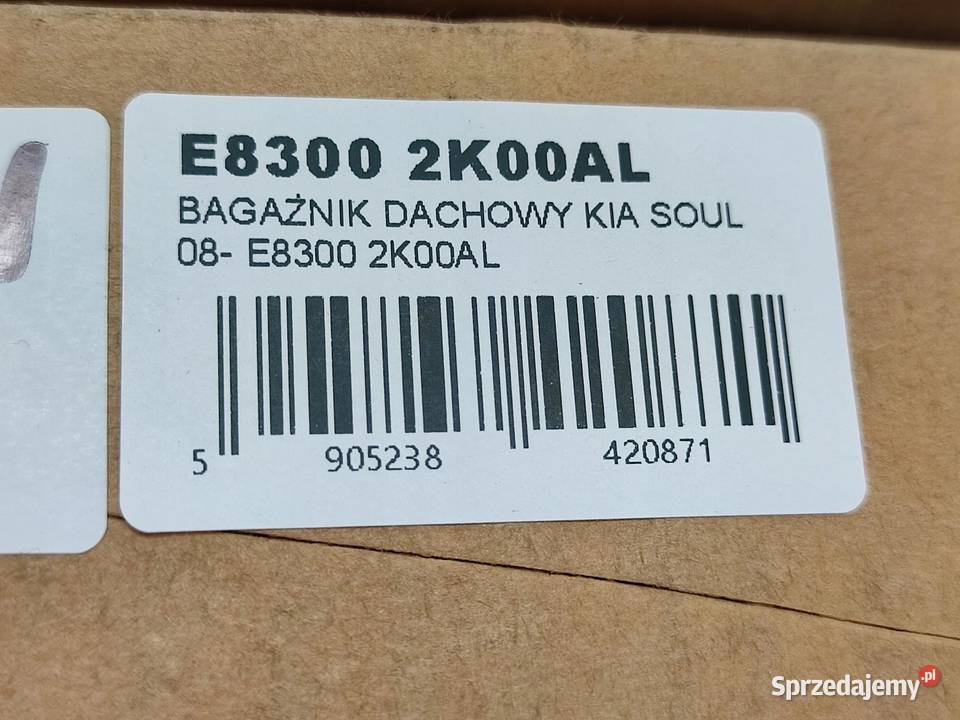 E8300 2K00AL
BAGAŻNIK DACHOWY KIA SOUL
08- E8300 2K00AL
5 905238 420871
Sprzedajemy.pl